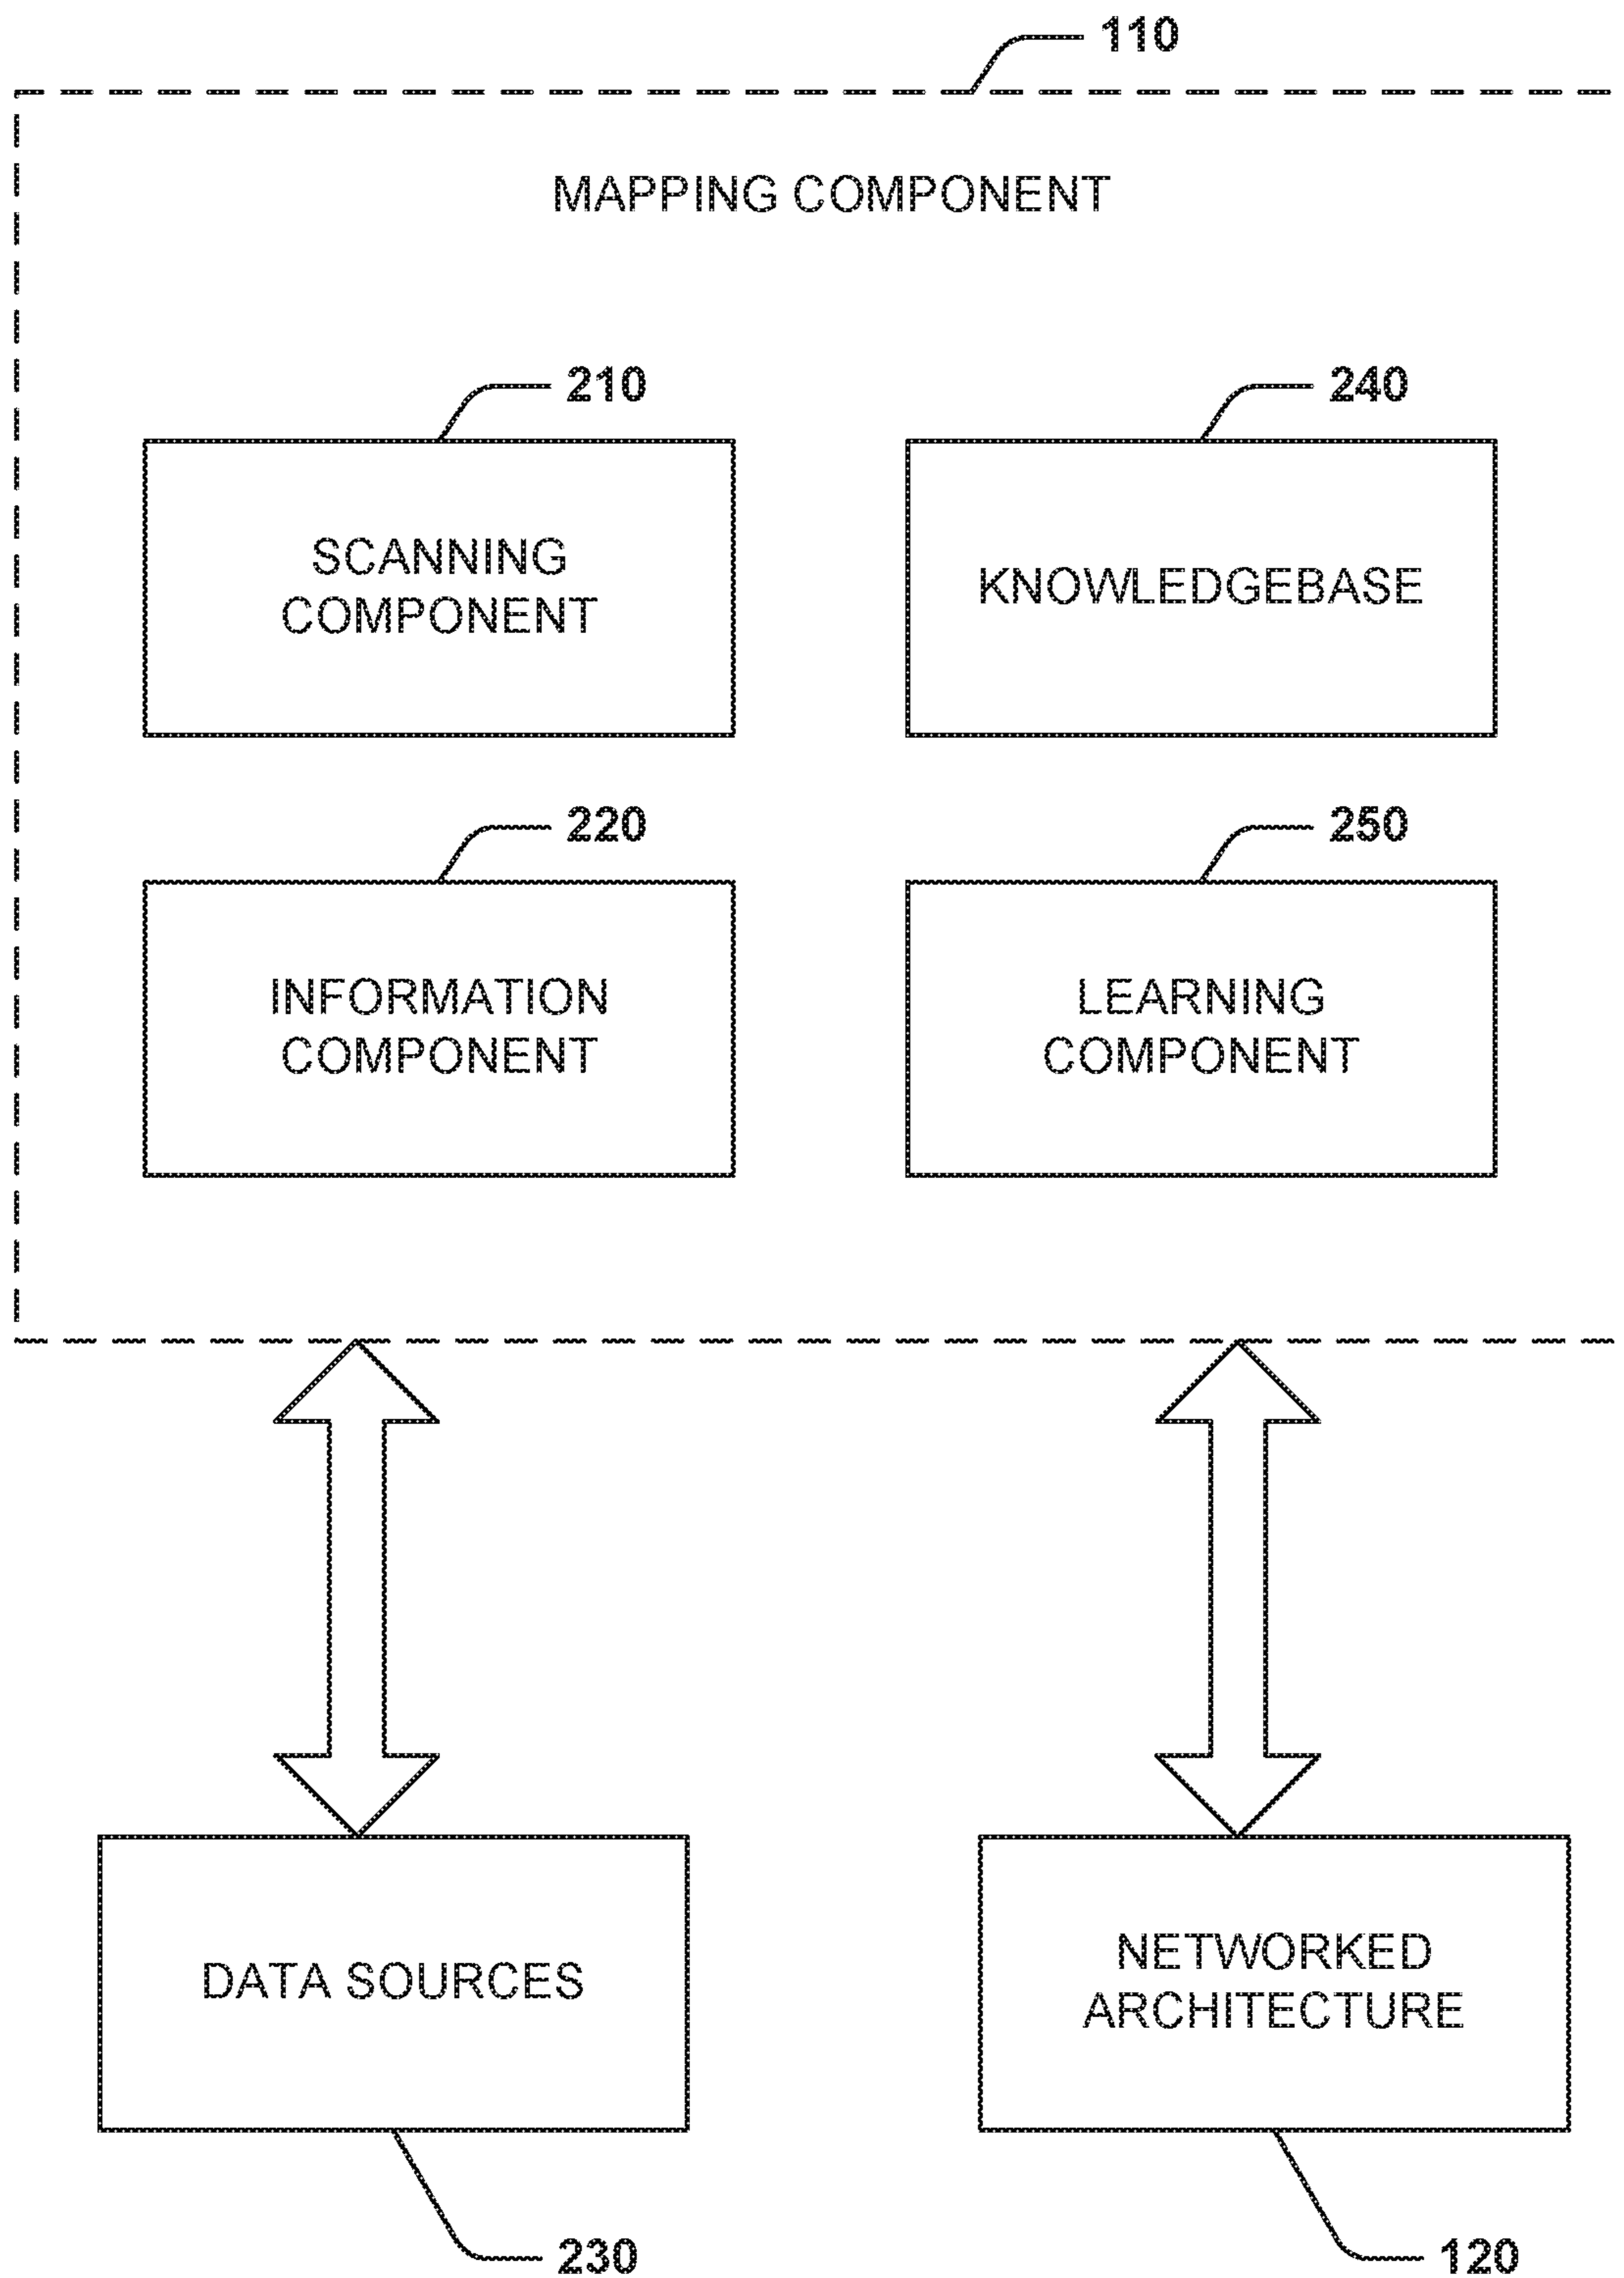 110
MAPPING COMPONENT
210
240
SCANNING
COMPONENT
KNOWLEDGEBASE
220
250
INFORMATION
COMPONENT
LEARNING
COMPONENT
DATA SOURCES
NETWORKED
ARCHITECTURE
230
120